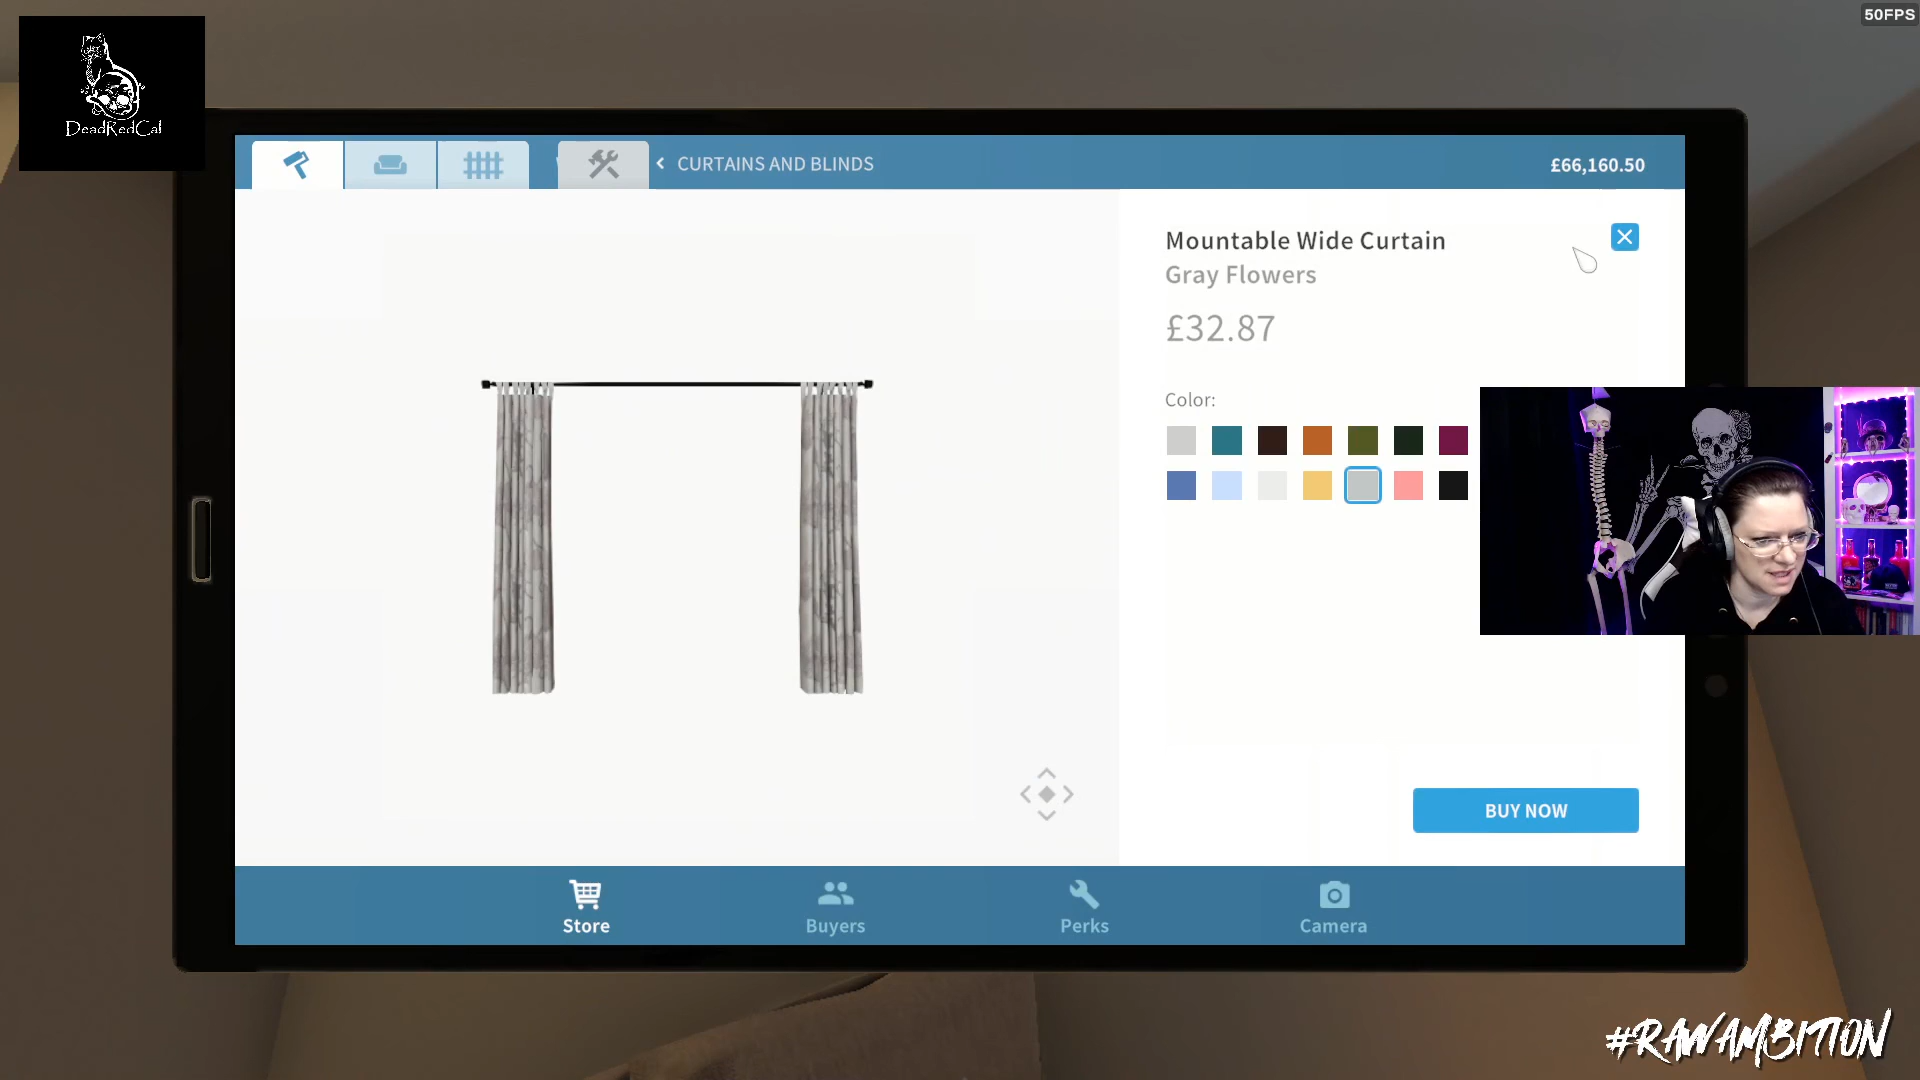 50FPS
DeadRedCal
CURTAINS AND BLINDS
£66,160.50
Mountable Wide Curtain
Gray Flowers
£32.87
Color:
BUY NOW
Store
Buyers
Perks
Camera
#RAWAMBITION